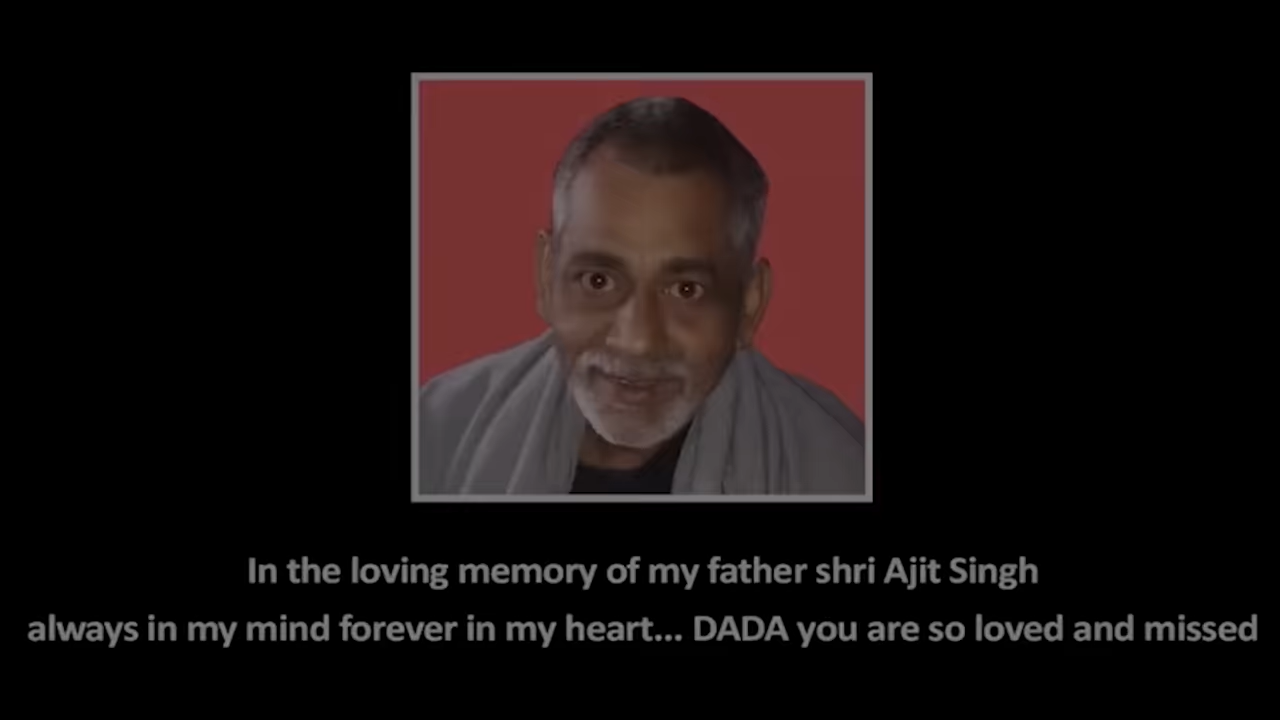 In the loving memory of my father shri Ajit Singh
always in my mind forever in my heart... DADA you are so loved and missed